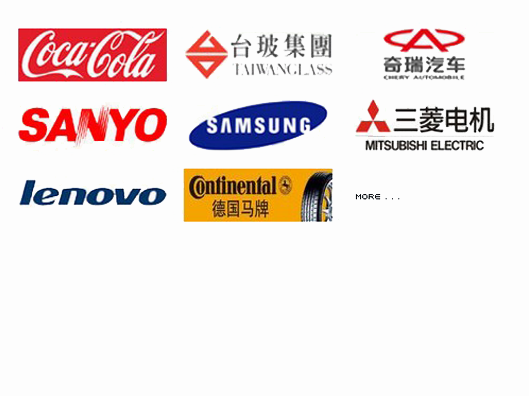 Coca-Cola
台玻集團
TAIWANGLASS
奇瑞汽车
CHERY AUTOMOBILE
SANYO
SAMSUNG
三菱电机
MITSUBISHI ELECTRIC
lenovo
Continental
德国马牌
MORE ...